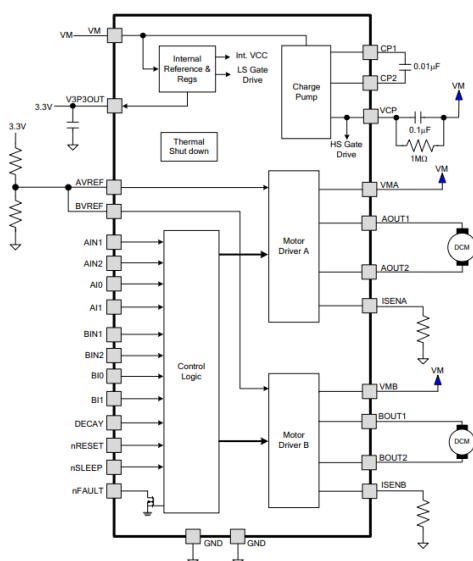 VM
VM
Internal
Reference &
Regs
Int. VCC
LS Gate
Drive
Charge
Pump
CP1
0.01µF
CP2
VM
VCP
0.1µF
1MΩ
HS Gate
Drive
3.3V
V3P3OUT
Thermal
Shut down
3.3V
AVREF
BVREF
VMA
VM
AOUT1
DCM
Motor
Driver A
AOUT2
ISENA
AIN1
AIN2
AI0
AI1
BIN1
BIN2
BI0
BI1
DECAY
nRESET
nSLEEP
nFAULT
Control
Logic
VM
VMB
BOUT1
DCM
Motor
Driver B
BOUT2
ISENB
GND
GND